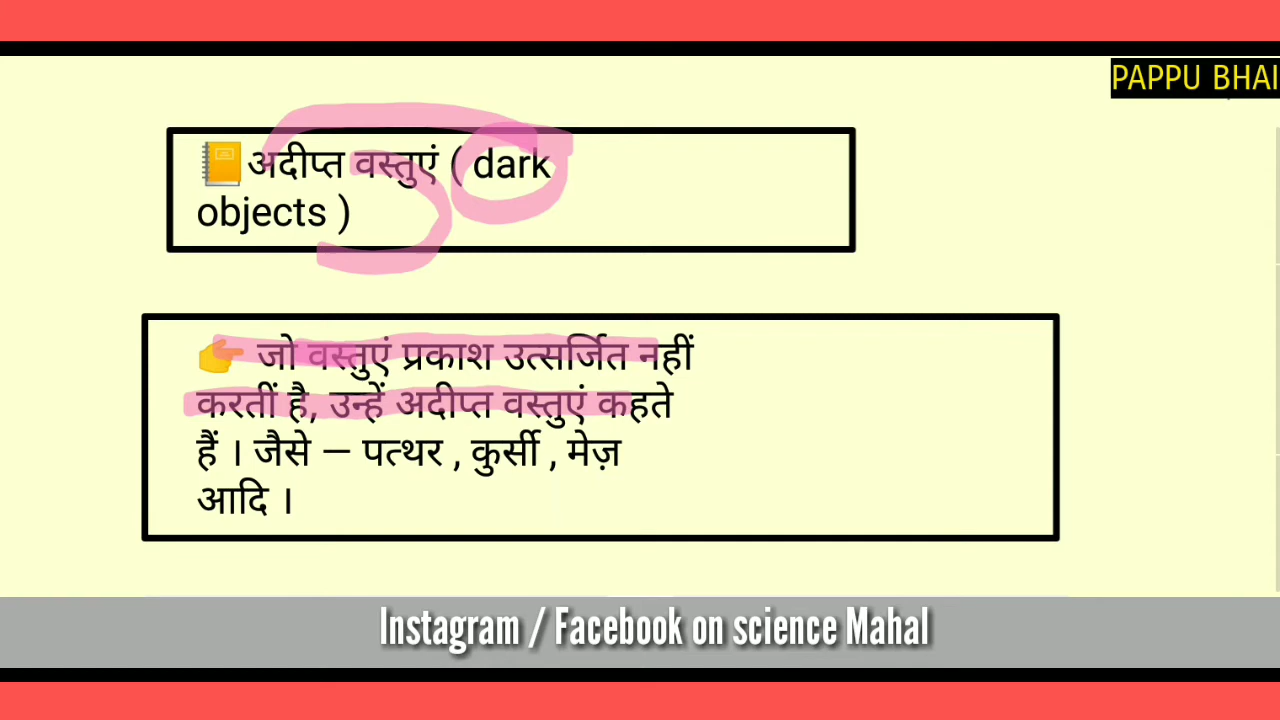 PAPPU BHAI
📒अदीप्त वस्तुएं ( dark
objects )
👉 जो वस्तुएं प्रकाश उत्सर्जित नहीं
करतीं है, उन्हें अदीप्त वस्तुएं कहते
हैं । जैसे — पत्थर , कुर्सी , मेज़
आदि ।
Instagram / Facebook on science Mahal